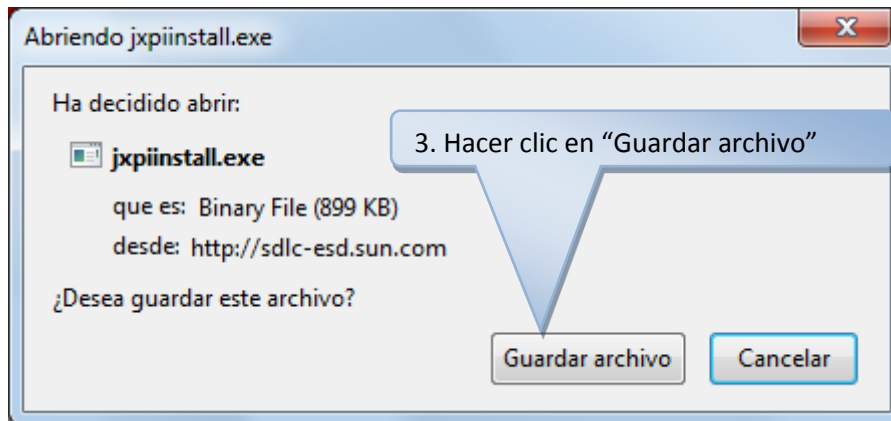 Abriendo jxpiinstall.exe
Ha decidido abrir:
3. Hacer clic en “Guardar archivo”
jxpiinstall.exe
que es: Binary File (899 KB)
desde: http://sdlc-esd.sun.com
¿Desea guardar este archivo?
Guardar archivo
Cancelar